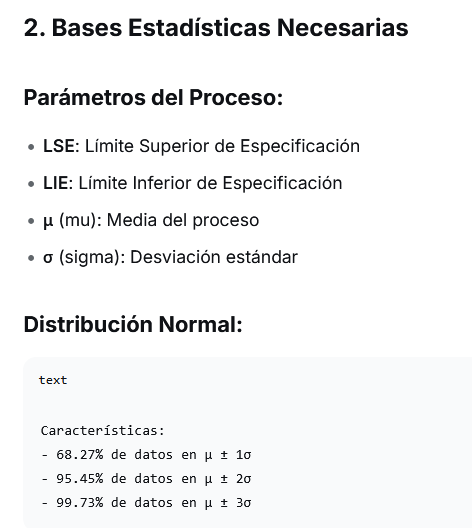 2. Bases Estadísticas Necesarias
Parámetros del Proceso:
• LSE: Límite Superior de Especificación
• LIE: Límite Inferior de Especificación
• μ (mu): Media del proceso
• σ (sigma): Desviación estándar
Distribución Normal:
text
Características:
- 68.27% de datos en μ ± 1σ
- 95.45% de datos en μ ± 2σ
- 99.73% de datos en μ ± 3σ